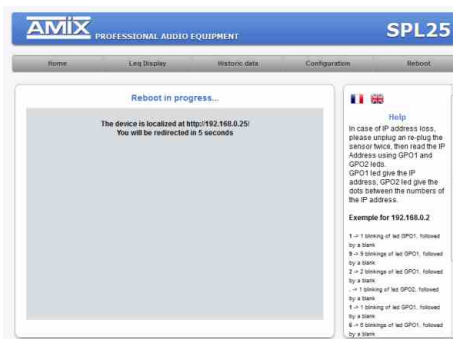 AMIX PROFESSIONAL AUDIO EQUIPMENT
SPL25
Home Leq Display Historic data Configuration Reboot
Reboot in progress...
The device is localized at http://192.168.0.25/
You will be redirected in 5 seconds
Help
In case of IP address loss,
please unplug an re-plug the
sensor twice, then read the IP
Address using GPO1 and
GPO2 leds.
GPO1 led give the IP
address, GPO2 led give the
dots between the numbers of
the IP address.
Exemple for 192.168.0.2
1 -> 1 blinking of led GPO1, followed
by a blank
9 -> 9 blinkings of led GPO1, followed
by a blank
2 -> 2 blinkings of led GPO1, followed
by a blank
. -> 1 blinking of led GPO2, followed
by a blank
1 -> 1 blinking of led GPO1, followed
by a blank
6 -> 6 blinkings of led GPO1, followed
by a blank